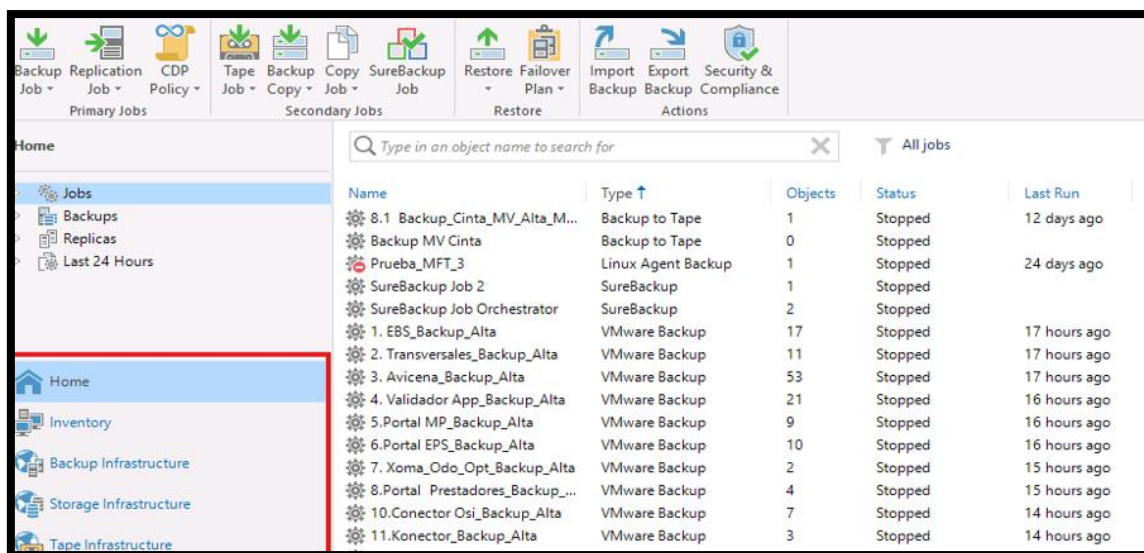 Backup Job
Replication Job
CDP Policy
Tape Job
Backup Copy
Copy Job
SureBackup Job
Restore
Failover Plan
Import Backup
Export Backup
Security & Compliance
Primary Jobs
Secondary Jobs
Restore
Actions
Home
Type in an object name to search for
All jobs
Jobs
Backups
Replicas
Last 24 Hours
Home
Inventory
Backup Infrastructure
Storage Infrastructure
Tape Infrastructure
Name Type Objects Status Last Run
8.1 Backup_Cinta_MV_Alta_M... Backup to Tape 1 Stopped 12 days ago
Backup MV Cinta Backup to Tape 0 Stopped
Prueba_MFT_3 Linux Agent Backup 1 Stopped 24 days ago
SureBackup Job 2 SureBackup 1 Stopped
SureBackup Job Orchestrator SureBackup 2 Stopped
1. EBS_Backup_Alta VMware Backup 17 Stopped 17 hours ago
2. Transversales_Backup_Alta VMware Backup 11 Stopped 17 hours ago
3. Avicena_Backup_Alta VMware Backup 53 Stopped 17 hours ago
4. Validador App_Backup_Alta VMware Backup 21 Stopped 16 hours ago
5.Portal MP_Backup_Alta VMware Backup 9 Stopped 16 hours ago
6.Portal EPS_Backup_Alta VMware Backup 10 Stopped 16 hours ago
7. Xoma_Odo_Opt_Backup_Alta VMware Backup 2 Stopped 15 hours ago
8.Portal Prestadores_Backup_... VMware Backup 4 Stopped 15 hours ago
10.Conector Osi_Backup_Alta VMware Backup 7 Stopped 14 hours ago
11.Konector_Backup_Alta VMware Backup 3 Stopped 14 hours ago